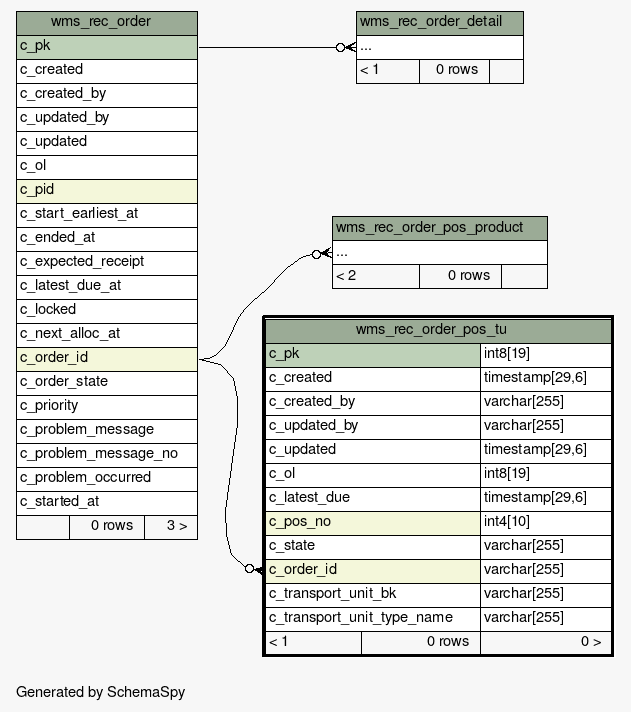 wms_rec_order
c_pk
c_created
c_created_by
c_updated_by
c_updated
c_ol
c_pid
c_start_earliest_at
c_ended_at
c_expected_receipt
c_latest_due_at
c_locked
c_next_alloc_at
c_order_id
c_order_state
c_priority
c_problem_message
c_problem_message_no
c_problem_occurred
c_started_at
0 rows 3 >
wms_rec_order_detail
...
< 1 0 rows
wms_rec_order_pos_product
...
< 2 0 rows
wms_rec_order_pos_tu
c_pk int8[19]
c_created timestamp[29,6]
c_created_by varchar[255]
c_updated_by varchar[255]
c_updated timestamp[29,6]
c_ol int8[19]
c_latest_due timestamp[29,6]
c_pos_no int4[10]
c_state varchar[255]
c_order_id varchar[255]
c_transport_unit_bk varchar[255]
c_transport_unit_type_name varchar[255]
< 1 0 rows 0 >
Generated by SchemaSpy